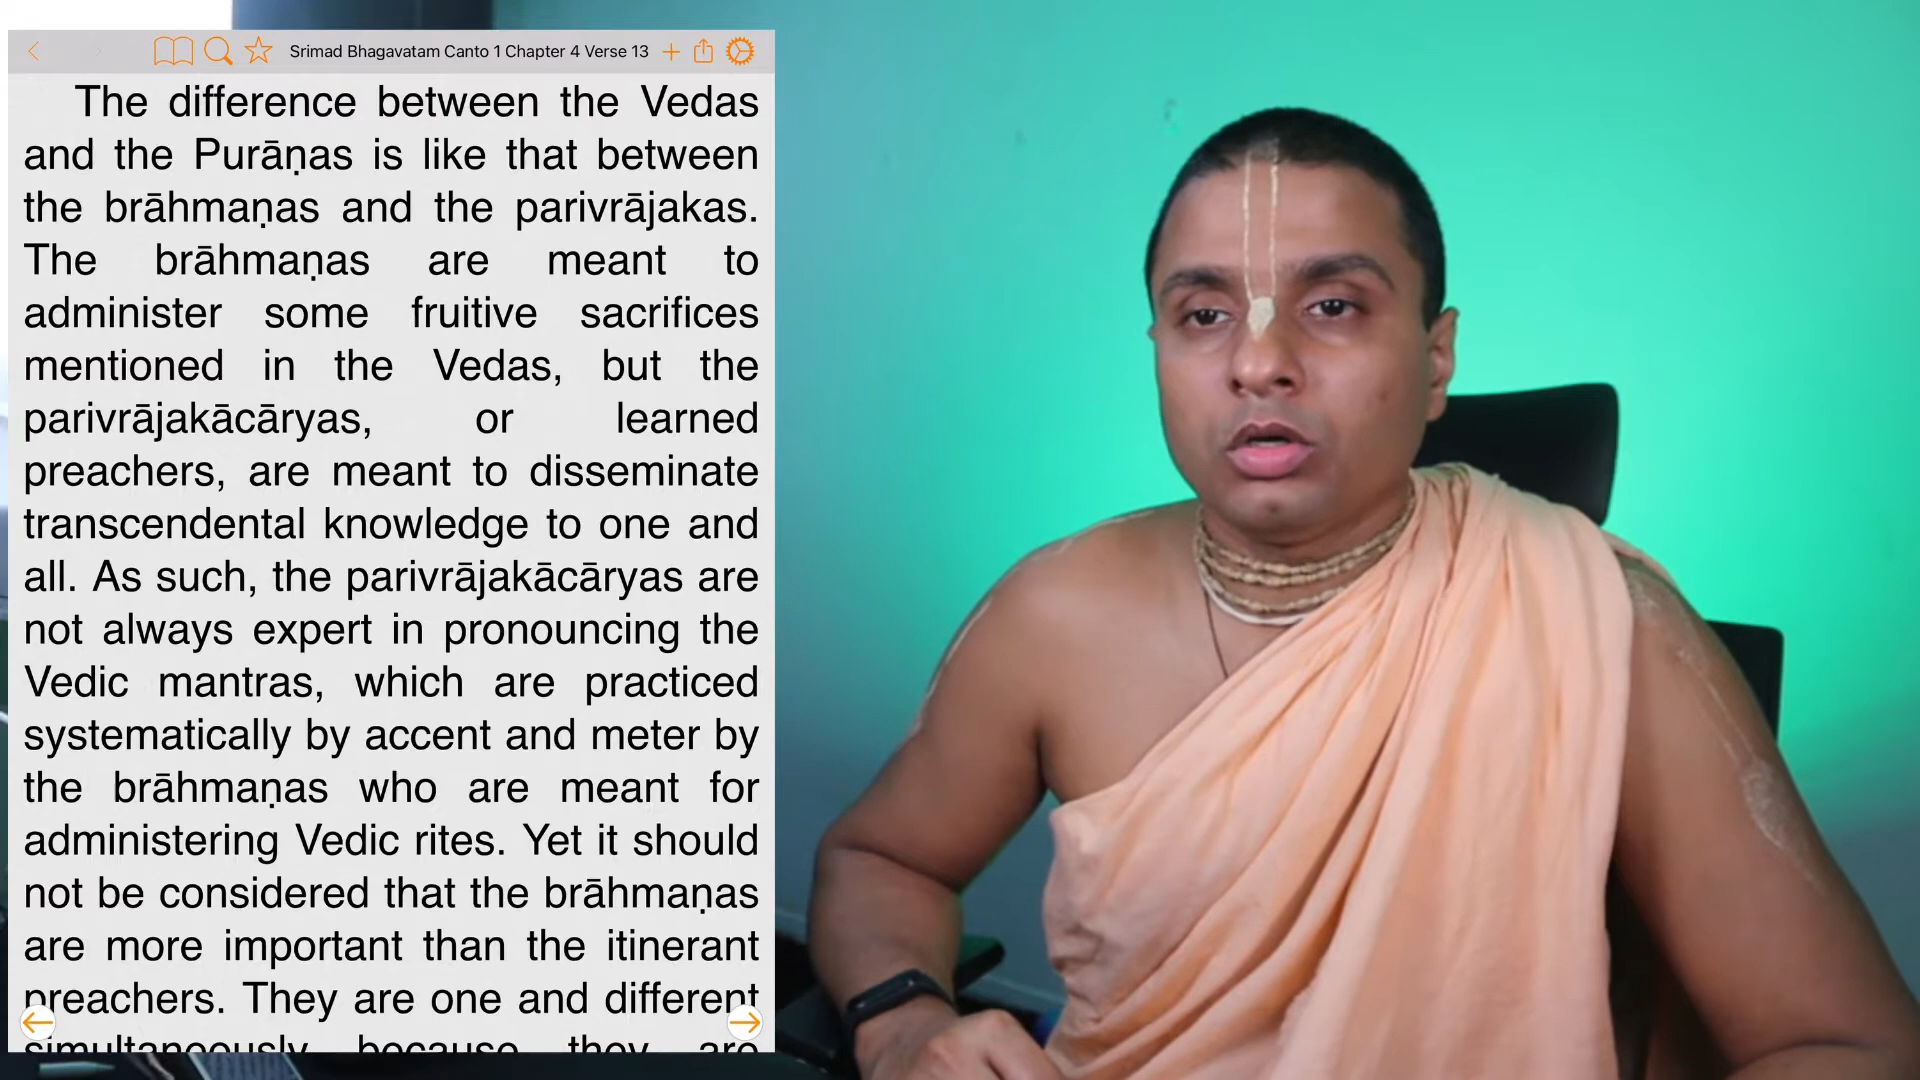 Srimad Bhagavatam Canto 1 Chapter 4 Verse 13
The difference between the Vedas
and the Purāṇas is like that between
the brāhmaṇas and the parivrājakas.
The brāhmaṇas are meant to
administer some fruitive sacrifices
mentioned in the Vedas, but the
parivrājakācāryas, or learned
preachers, are meant to disseminate
transcendental knowledge to one and
all. As such, the parivrājakācāryas are
not always expert in pronouncing the
Vedic mantras, which are practiced
systematically by accent and meter by
the brāhmaṇas who are meant for
administering Vedic rites. Yet it should
not be considered that the brāhmaṇas
are more important than the itinerant
preachers. They are one and different
simultaneously because they are